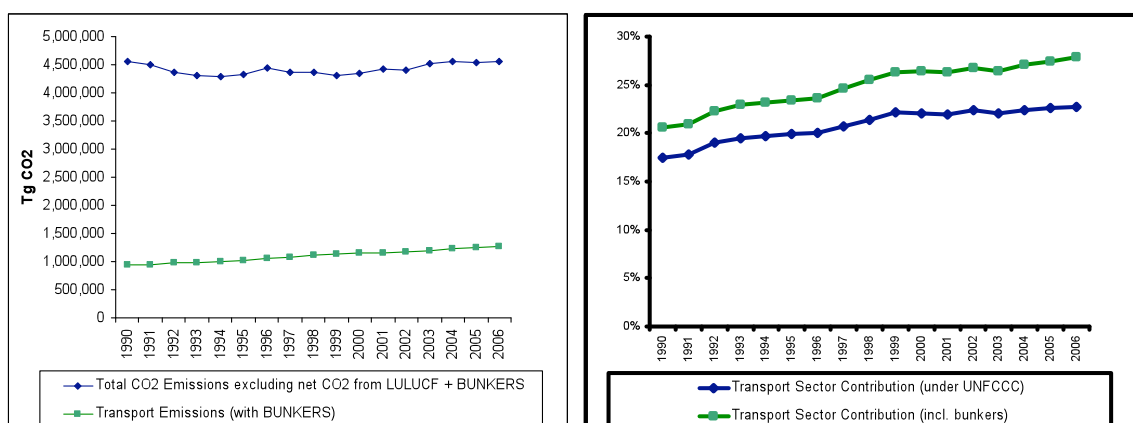 5,000,000
4,500,000
4,000,000
3,500,000
3,000,000
2,500,000
2,000,000
1,500,000
1,000,000
500,000
0
Tg CO2
1990 1991 1992 1993 1994 1995 1996 1997 1998 1999 2000 2001 2002 2003 2004 2005 2006
Total CO2 Emissions excluding net CO2 from LULUCF + BUNKERS
Transport Emissions (with BUNKERS)
30%
25%
20%
15%
10%
5%
0%
1990 1991 1992 1993 1994 1995 1996 1997 1998 1999 2000 2001 2002 2003 2004 2005 2006
Transport Sector Contribution (under UNFCCC)
Transport Sector Contribution (incl. bunkers)